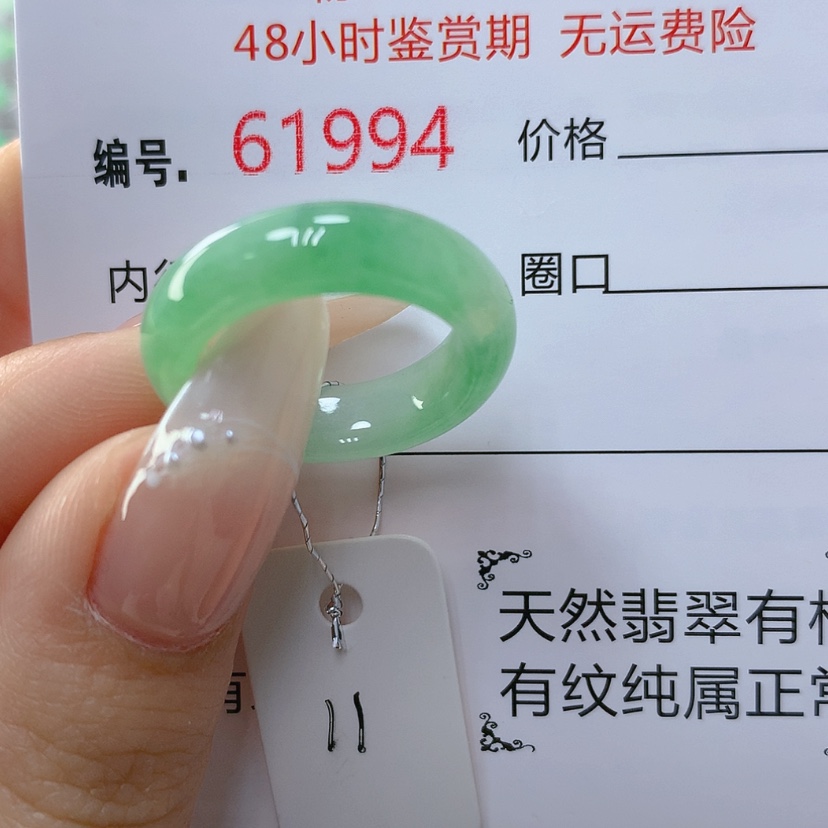 48小时鉴赏期 无运费险
编号. 61994 价格
内 圈口
天然翡翠有
有纹纯属正常
11